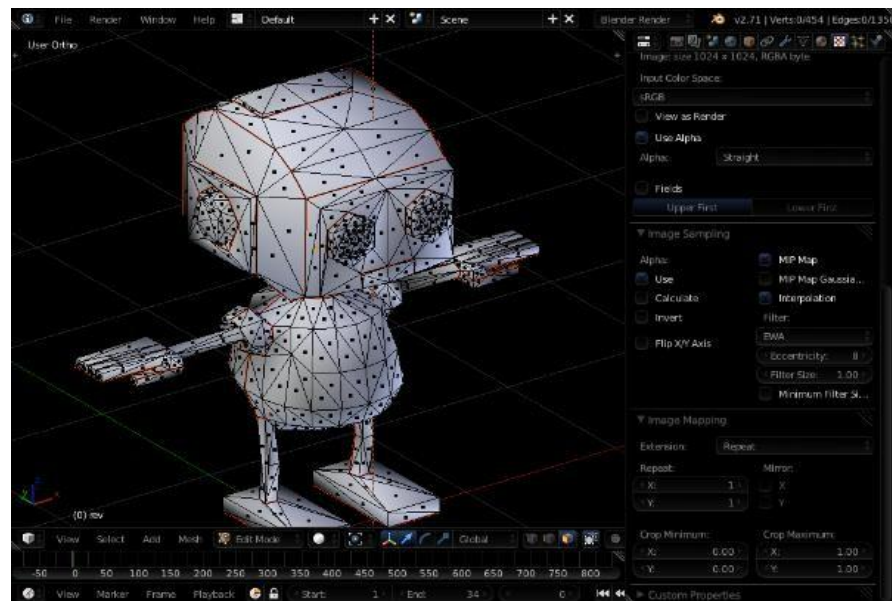 File Render Window Help Default Scene Blender Render v2.71 | Verts:0/454 | Edges:0/1350
User Ortho
Image: size 1024 x 1024, RGBA byte
Input Color Space:
sRGB
View as Render
Use Alpha
Alpha: Straight
Fields
Upper First Lower First
Image Sampling
Alpha: MIP Map
Use MIP Map Gaussia...
Calculate Interpolation
Invert Filter:
EWA
Flip X/Y Axis
Eccentricity: 8
Filter Size: 1.00
Minimum Filter Si...
Image Mapping
Extension: Repeat
Repeat: Mirror:
X: 1 X
Y: 1 Y
Crop Minimum: Crop Maximum:
X: 0.00 X: 1.00
Y: 0.00 Y: 1.00
Custom Properties
(0) rev
View Select Add Mesh Edit Mode Global
-50 0 50 100 150 200 250 300 350 400 450 500 550 600 650 700 750 800
View Marker Frame Playback Start: 1 End: 34 0